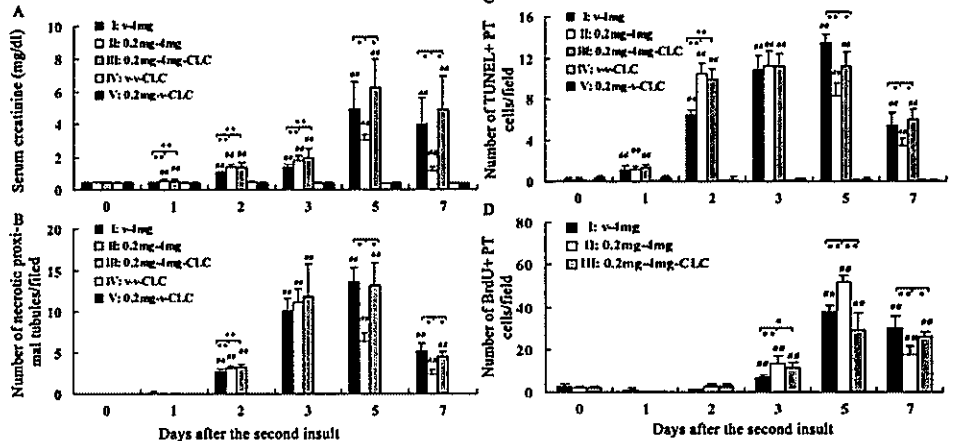 A
Serum creatinine (mg/dl)
10
8
6
4
2
0
I: v-4mg
II: 0.2mg-4mg
III: 0.2mg-4mg-CLC
IV: v-v-CLC
V: 0.2mg-v-CLC
0 1 2 3 5 7
B
Number of necrotic proxi-
mal tubules/filed
20
15
10
5
0
I: v-4mg
II: 0.2mg-4mg
III: 0.2mg-4mg-CLC
IV: v-v-CLC
V: 0.2mg-v-CLC
0 1 2 3 5 7
Days after the second insult
C
Number of TUNEL+ PT
cells/field
16
12
8
4
0
I: v-4mg
II: 0.2mg-4mg
III: 0.2mg-4mg-CLC
IV: v-v-CLC
V: 0.2mg-v-CLC
0 1 2 3 5 7
D
Number of BrdU+ PT
cells/field
80
60
40
20
0
I: v-4mg
II: 0.2mg-4mg
III: 0.2mg-4mg-CLC
0 1 2 3 5 7
Days after the second insult